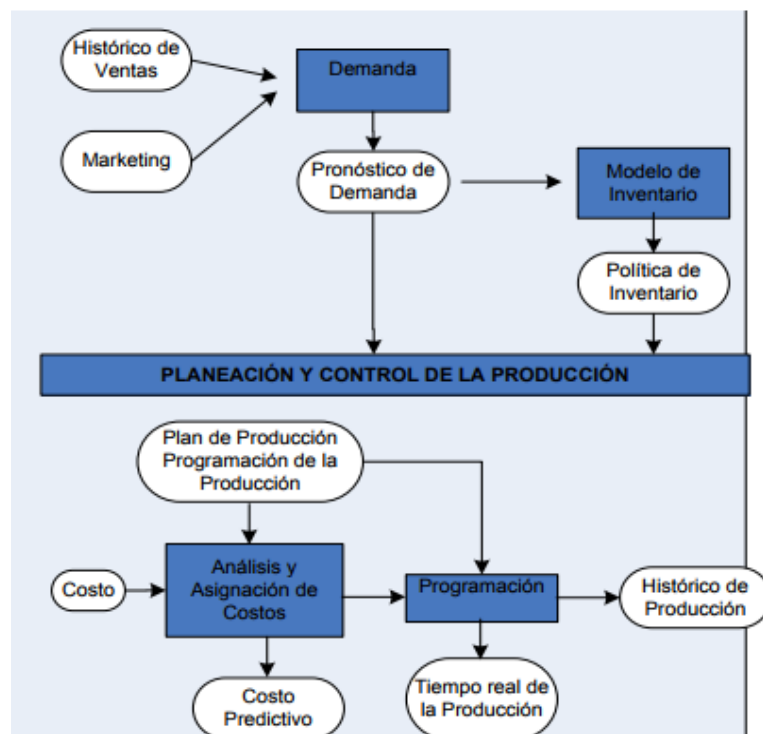 Histórico de
Ventas
Demanda
Marketing
Pronóstico de
Demanda
Modelo de
Inventario
Política de
Inventario
PLANEACIÓN Y CONTROL DE LA PRODUCCIÓN
Plan de Producción
Programación de la
Producción
Costo
Análisis y
Asignación de
Costos
Programación
Histórico de
Producción
Costo
Predictivo
Tiempo real de
la Producción